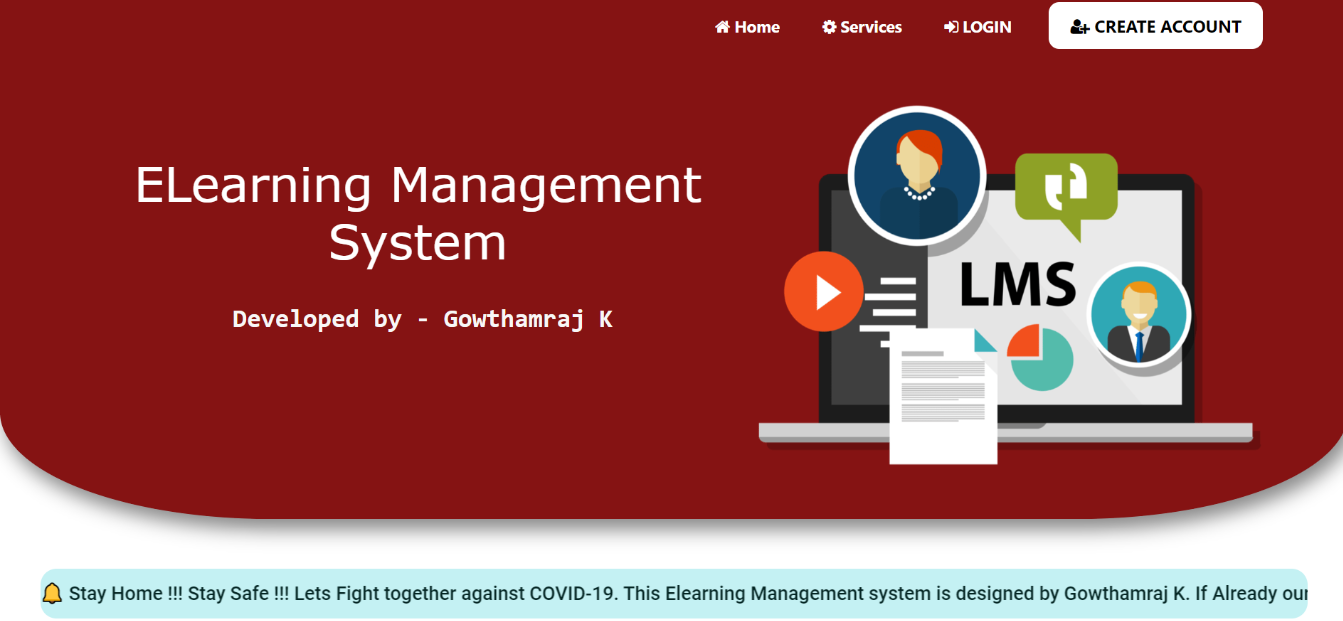 Home Services LOGIN CREATE ACCOUNT
ELearning Management
System
Developed by - Gowthamraj K
LMS
Stay Home !!! Stay Safe !!! Lets Fight together against COVID-19. This Elearning Management system is designed by Gowthamraj K. If Already